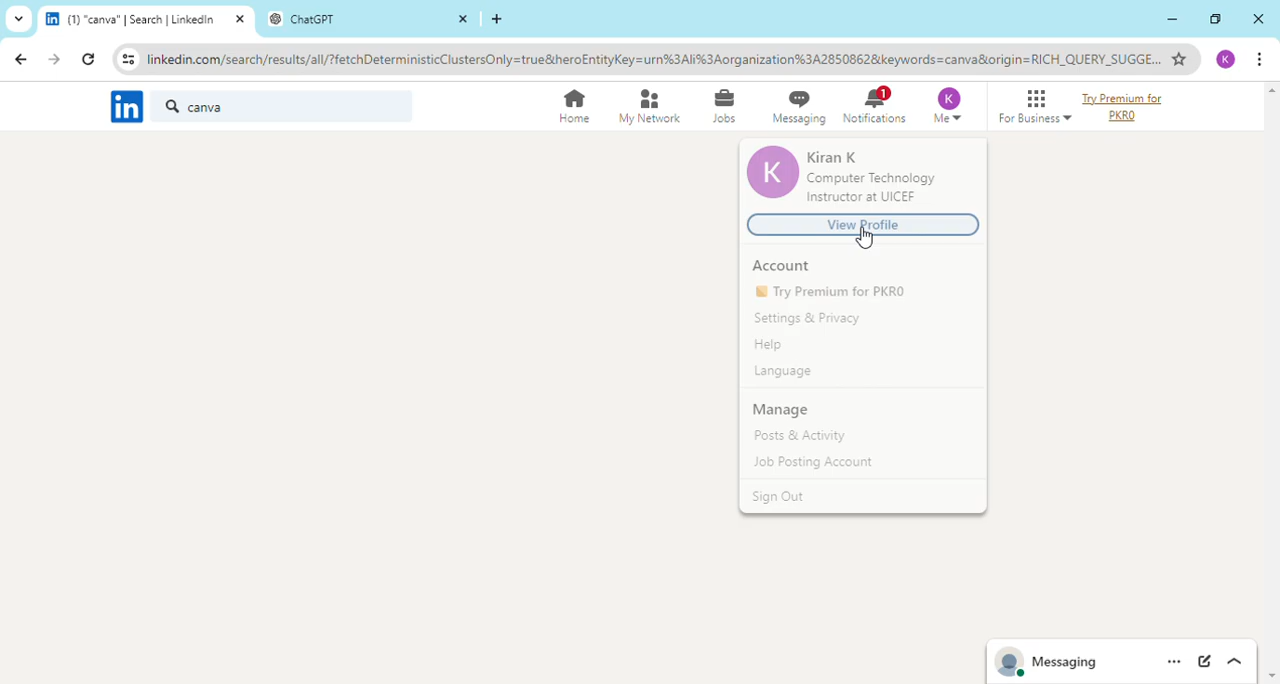 (1) "canva" | Search | LinkedIn
ChatGPT
linkedin.com/search/results/all/?fetchDeterministicClustersOnly=true&heroEntityKey=urn%3Ali%3Aorganization%3A2850862&keywords=canva&origin=RICH_QUERY_SUGGE...
K
in
canva
Home
My Network
Jobs
Messaging
1
Notifications
K
Me
For Business
Try Premium for
PKR0
K
Kiran K
Computer Technology
Instructor at UICEF
View Profile
Account
Try Premium for PKR0
Settings & Privacy
Help
Language
Manage
Posts & Activity
Job Posting Account
Sign Out
Messaging